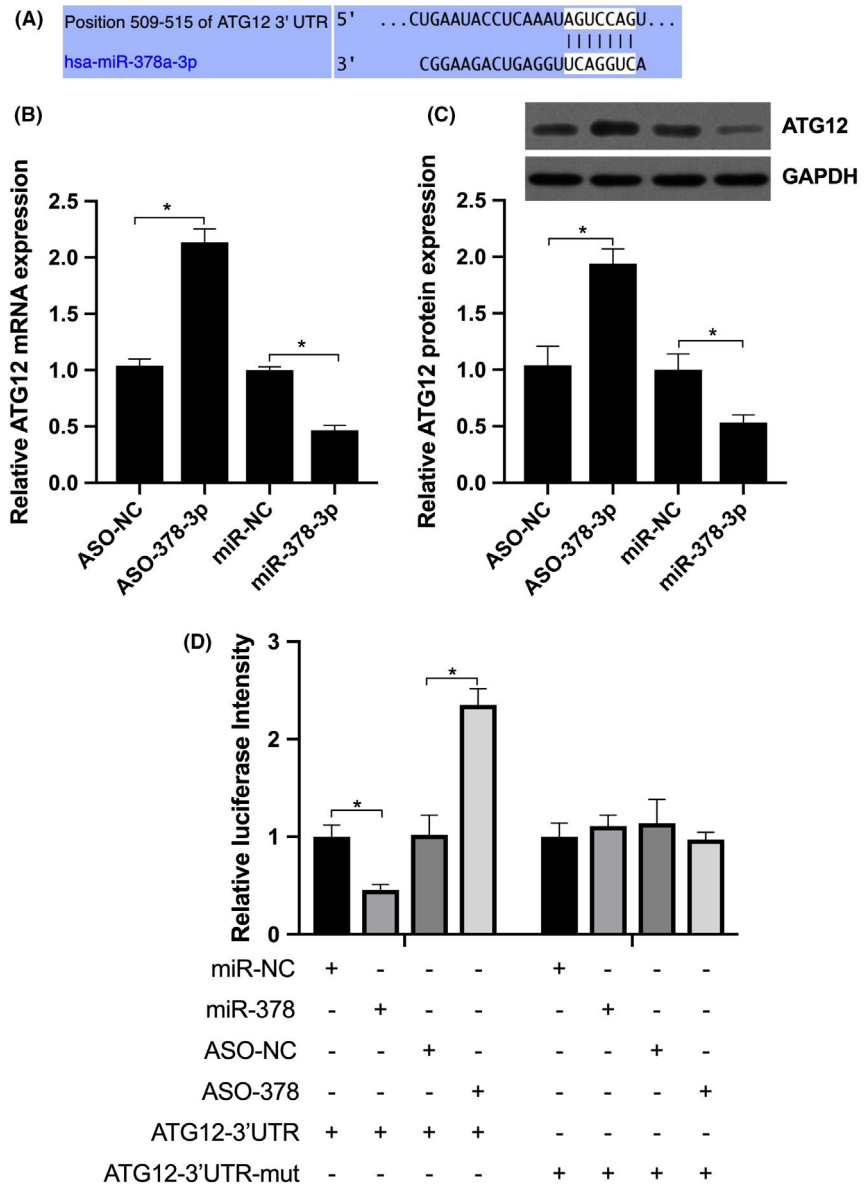 (A)
Position 509-515 of ATG12 3' UTR 5' ...CUGAAUACCUCAAAUAGUCCAGU...
hsa-miR-378a-3p 3' CGGAAGACUGAGGUUCAGGUCA
(B)
Relative ATG12 mRNA expression
2.5
2.0
1.5
1.0
0.5
0.0
*
*
ASO-NC
ASO-378-3p
miR-NC
miR-378-3p
(C)
ATG12
GAPDH
Relative ATG12 protein expression
2.5
2.0
1.5
1.0
0.5
0.0
*
*
ASO-NC
ASO-378-3p
miR-NC
miR-378-3p
(D)
Relative luciferase Intensity
3
2
1
0
*
*
miR-NC + - - - + - - -
miR-378 - + - - - + - -
ASO-NC - - + - - - + -
ASO-378 - - - + - - - +
ATG12-3'UTR + + + + - - - -
ATG12-3'UTR-mut - - - - + + + +